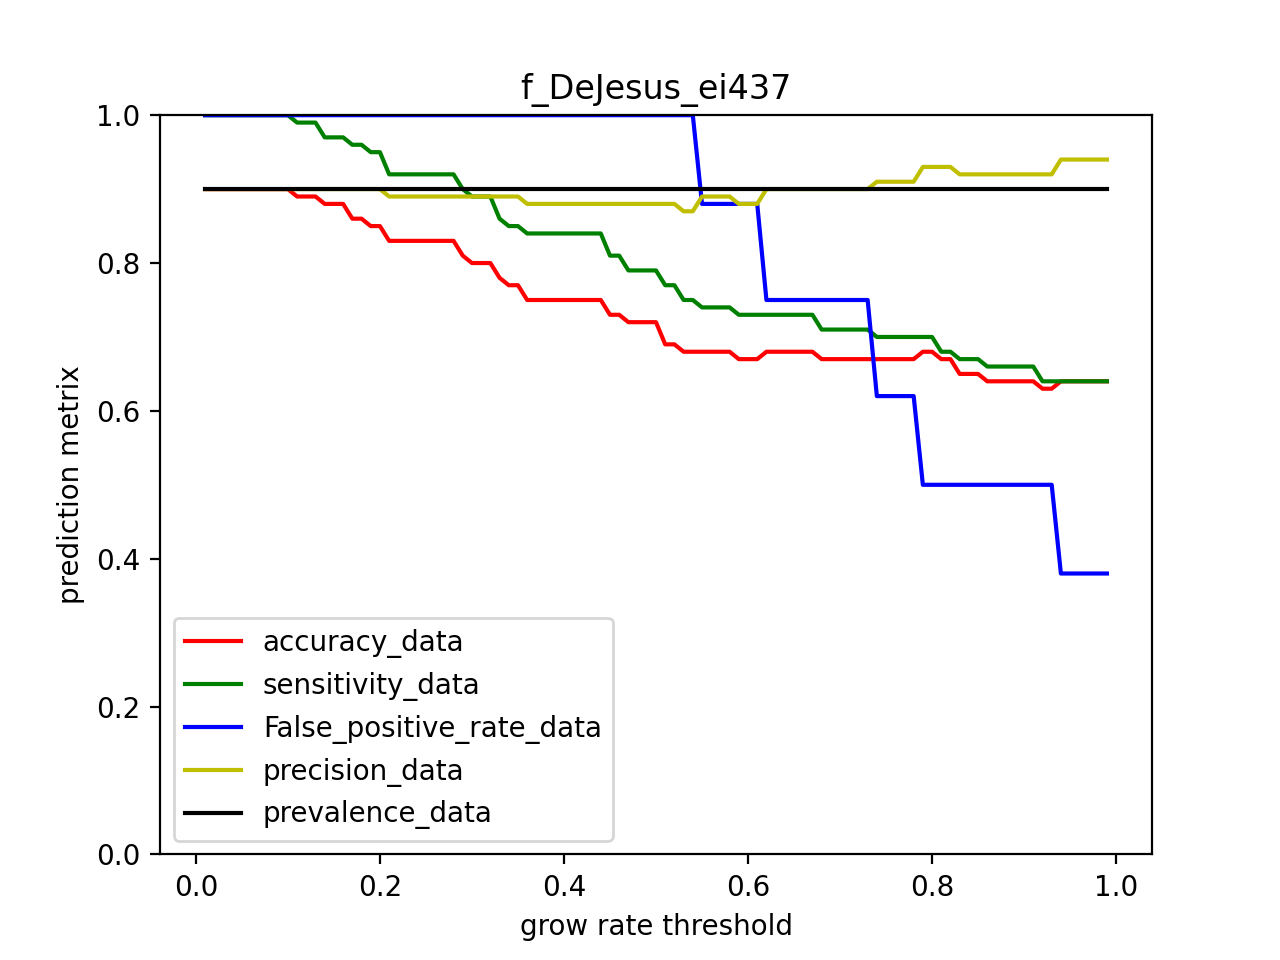 f_DeJesus_ei437
1.0
0.8
0.6
0.4
0.2
0.0
prediction metrix
accuracy_data
sensitivity_data
False_positive_rate_data
precision_data
prevalence_data
0.0 0.2 0.4 0.6 0.8 1.0
grow rate threshold